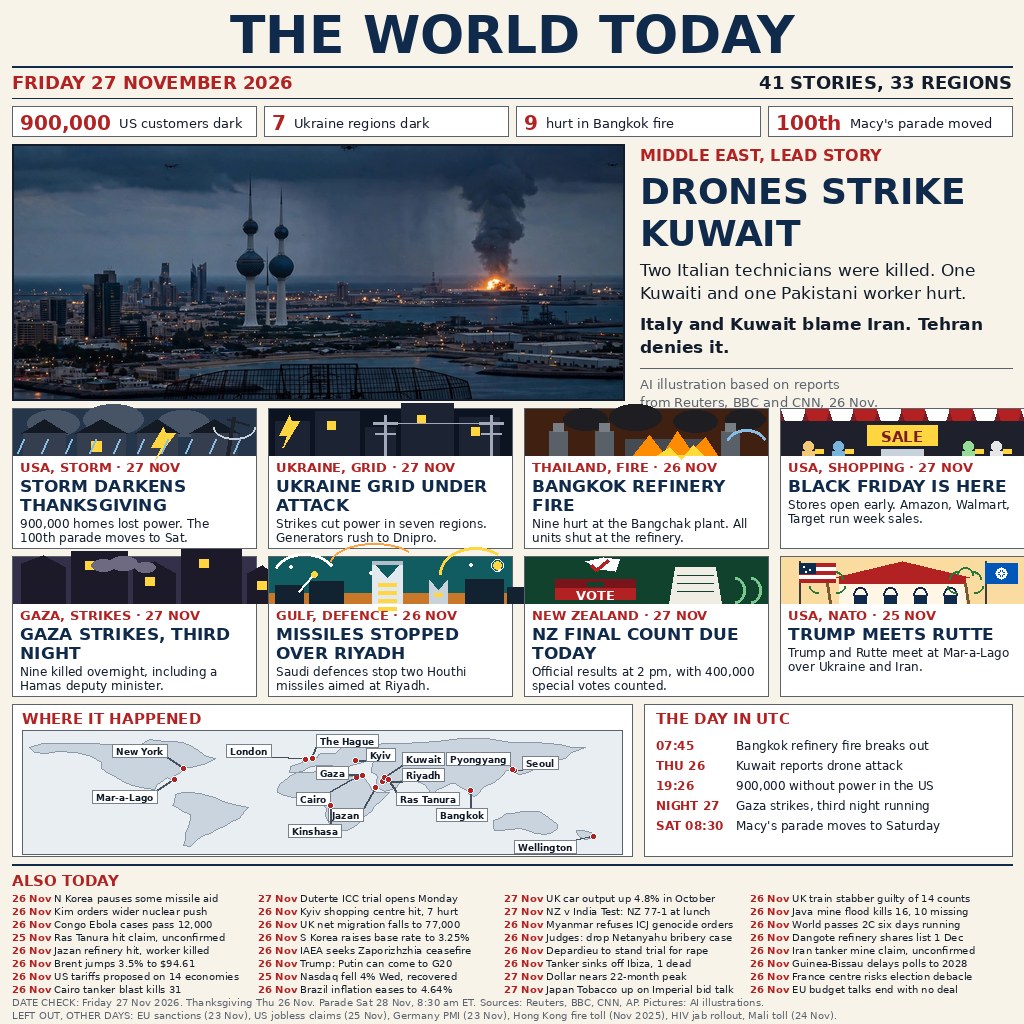 THE WORLD TODAY
FRIDAY 27 NOVEMBER 2026
41 STORIES, 33 REGIONS
900,000 US customers dark
7 Ukraine regions dark
9 hurt in Bangkok fire
100th Macy's parade moved
MIDDLE EAST, LEAD STORY
DRONES STRIKE
KUWAIT
Two Italian technicians were killed. One
Kuwaiti and one Pakistani worker hurt.
Italy and Kuwait blame Iran. Tehran
denies it.
AI illustration based on reports
from Reuters, BBC and CNN, 26 Nov.
USA, STORM · 27 NOV
STORM DARKENS
THANKSGIVING
900,000 homes lost power. The
100th parade moves to Sat.
UKRAINE, GRID · 27 NOV
UKRAINE GRID UNDER
ATTACK
Strikes cut power in seven regions.
Generators rush to Dnipro.
THAILAND, FIRE · 26 NOV
BANGKOK REFINERY
FIRE
Nine hurt at the Bangchak plant. All
units shut at the refinery.
SALE
USA, SHOPPING · 27 NOV
BLACK FRIDAY IS HERE
Stores open early. Amazon, Walmart,
Target run week sales.
GAZA, STRIKES · 27 NOV
GAZA STRIKES, THIRD
NIGHT
Nine killed overnight, including a
Hamas deputy minister.
GULF, DEFENCE · 26 NOV
MISSILES STOPPED
OVER RIYADH
Saudi defences stop two Houthi
missiles aimed at Riyadh.
VOTE
NEW ZEALAND · 27 NOV
NZ FINAL COUNT DUE
TODAY
Official results at 2 pm, with 400,000
special votes counted.
USA, NATO · 25 NOV
TRUMP MEETS RUTTE
Trump and Rutte meet at Mar-a-Lago
over Ukraine and Iran.
WHERE IT HAPPENED
New York
London
The Hague
Kyiv
Kuwait
Pyongyang
Seoul
Gaza
Riyadh
Mar-a-Lago
Cairo
Ras Tanura
Jazan
Bangkok
Kinshasa
Wellington
THE DAY IN UTC
07:45 Bangkok refinery fire breaks out
THU 26 Kuwait reports drone attack
19:26 900,000 without power in the US
NIGHT 27 Gaza strikes, third night running
SAT 08:30 Macy's parade moves to Saturday
ALSO TODAY
26 Nov N Korea pauses some missile aid
26 Nov Kim orders wider nuclear push
26 Nov Congo Ebola cases pass 12,000
25 Nov Ras Tanura hit claim, unconfirmed
26 Nov Jazan refinery hit, worker killed
26 Nov Brent jumps 3.5% to $94.61
26 Nov US tariffs proposed on 14 economies
26 Nov Cairo tanker blast kills 31
27 Nov Duterte ICC trial opens Monday
26 Nov Kyiv shopping centre hit, 7 hurt
26 Nov UK net migration falls to 77,000
26 Nov S Korea raises base rate to 3.25%
26 Nov IAEA seeks Zaporizhzhia ceasefire
26 Nov Trump: Putin can come to G20
25 Nov Nasdaq fell 4% Wed, recovered
26 Nov Brazil inflation eases to 4.64%
27 Nov UK car output up 4.8% in October
27 Nov NZ v India Test: NZ 77-1 at lunch
26 Nov Myanmar refuses ICJ genocide orders
26 Nov Judges: drop Netanyahu bribery case
26 Nov Depardieu to stand trial for rape
26 Nov Tanker sinks off Ibiza, 1 dead
27 Nov Dollar nears 22-month peak
27 Nov Japan Tobacco up on Imperial bid talk
26 Nov UK train stabber guilty of 14 counts
26 Nov Java mine flood kills 16, 10 missing
26 Nov World passes 2C six days running
26 Nov Dangote refinery shares list 1 Dec
26 Nov Iran tanker mine claim, unconfirmed
26 Nov Guinea-Bissau delays polls to 2028
26 Nov France centre risks election debacle
26 Nov EU budget talks end with no deal
DATE CHECK: Friday 27 Nov 2026. Thanksgiving Thu 26 Nov. Parade Sat 28 Nov, 8:30 am ET. Sources: Reuters, BBC, CNN, AP. Pictures: AI illustrations.
LEFT OUT, OTHER DAYS: EU sanctions (23 Nov), US jobless claims (25 Nov), Germany PMI (23 Nov), Hong Kong fire toll (Nov 2025), HIV jab rollout, Mali toll (24 Nov).